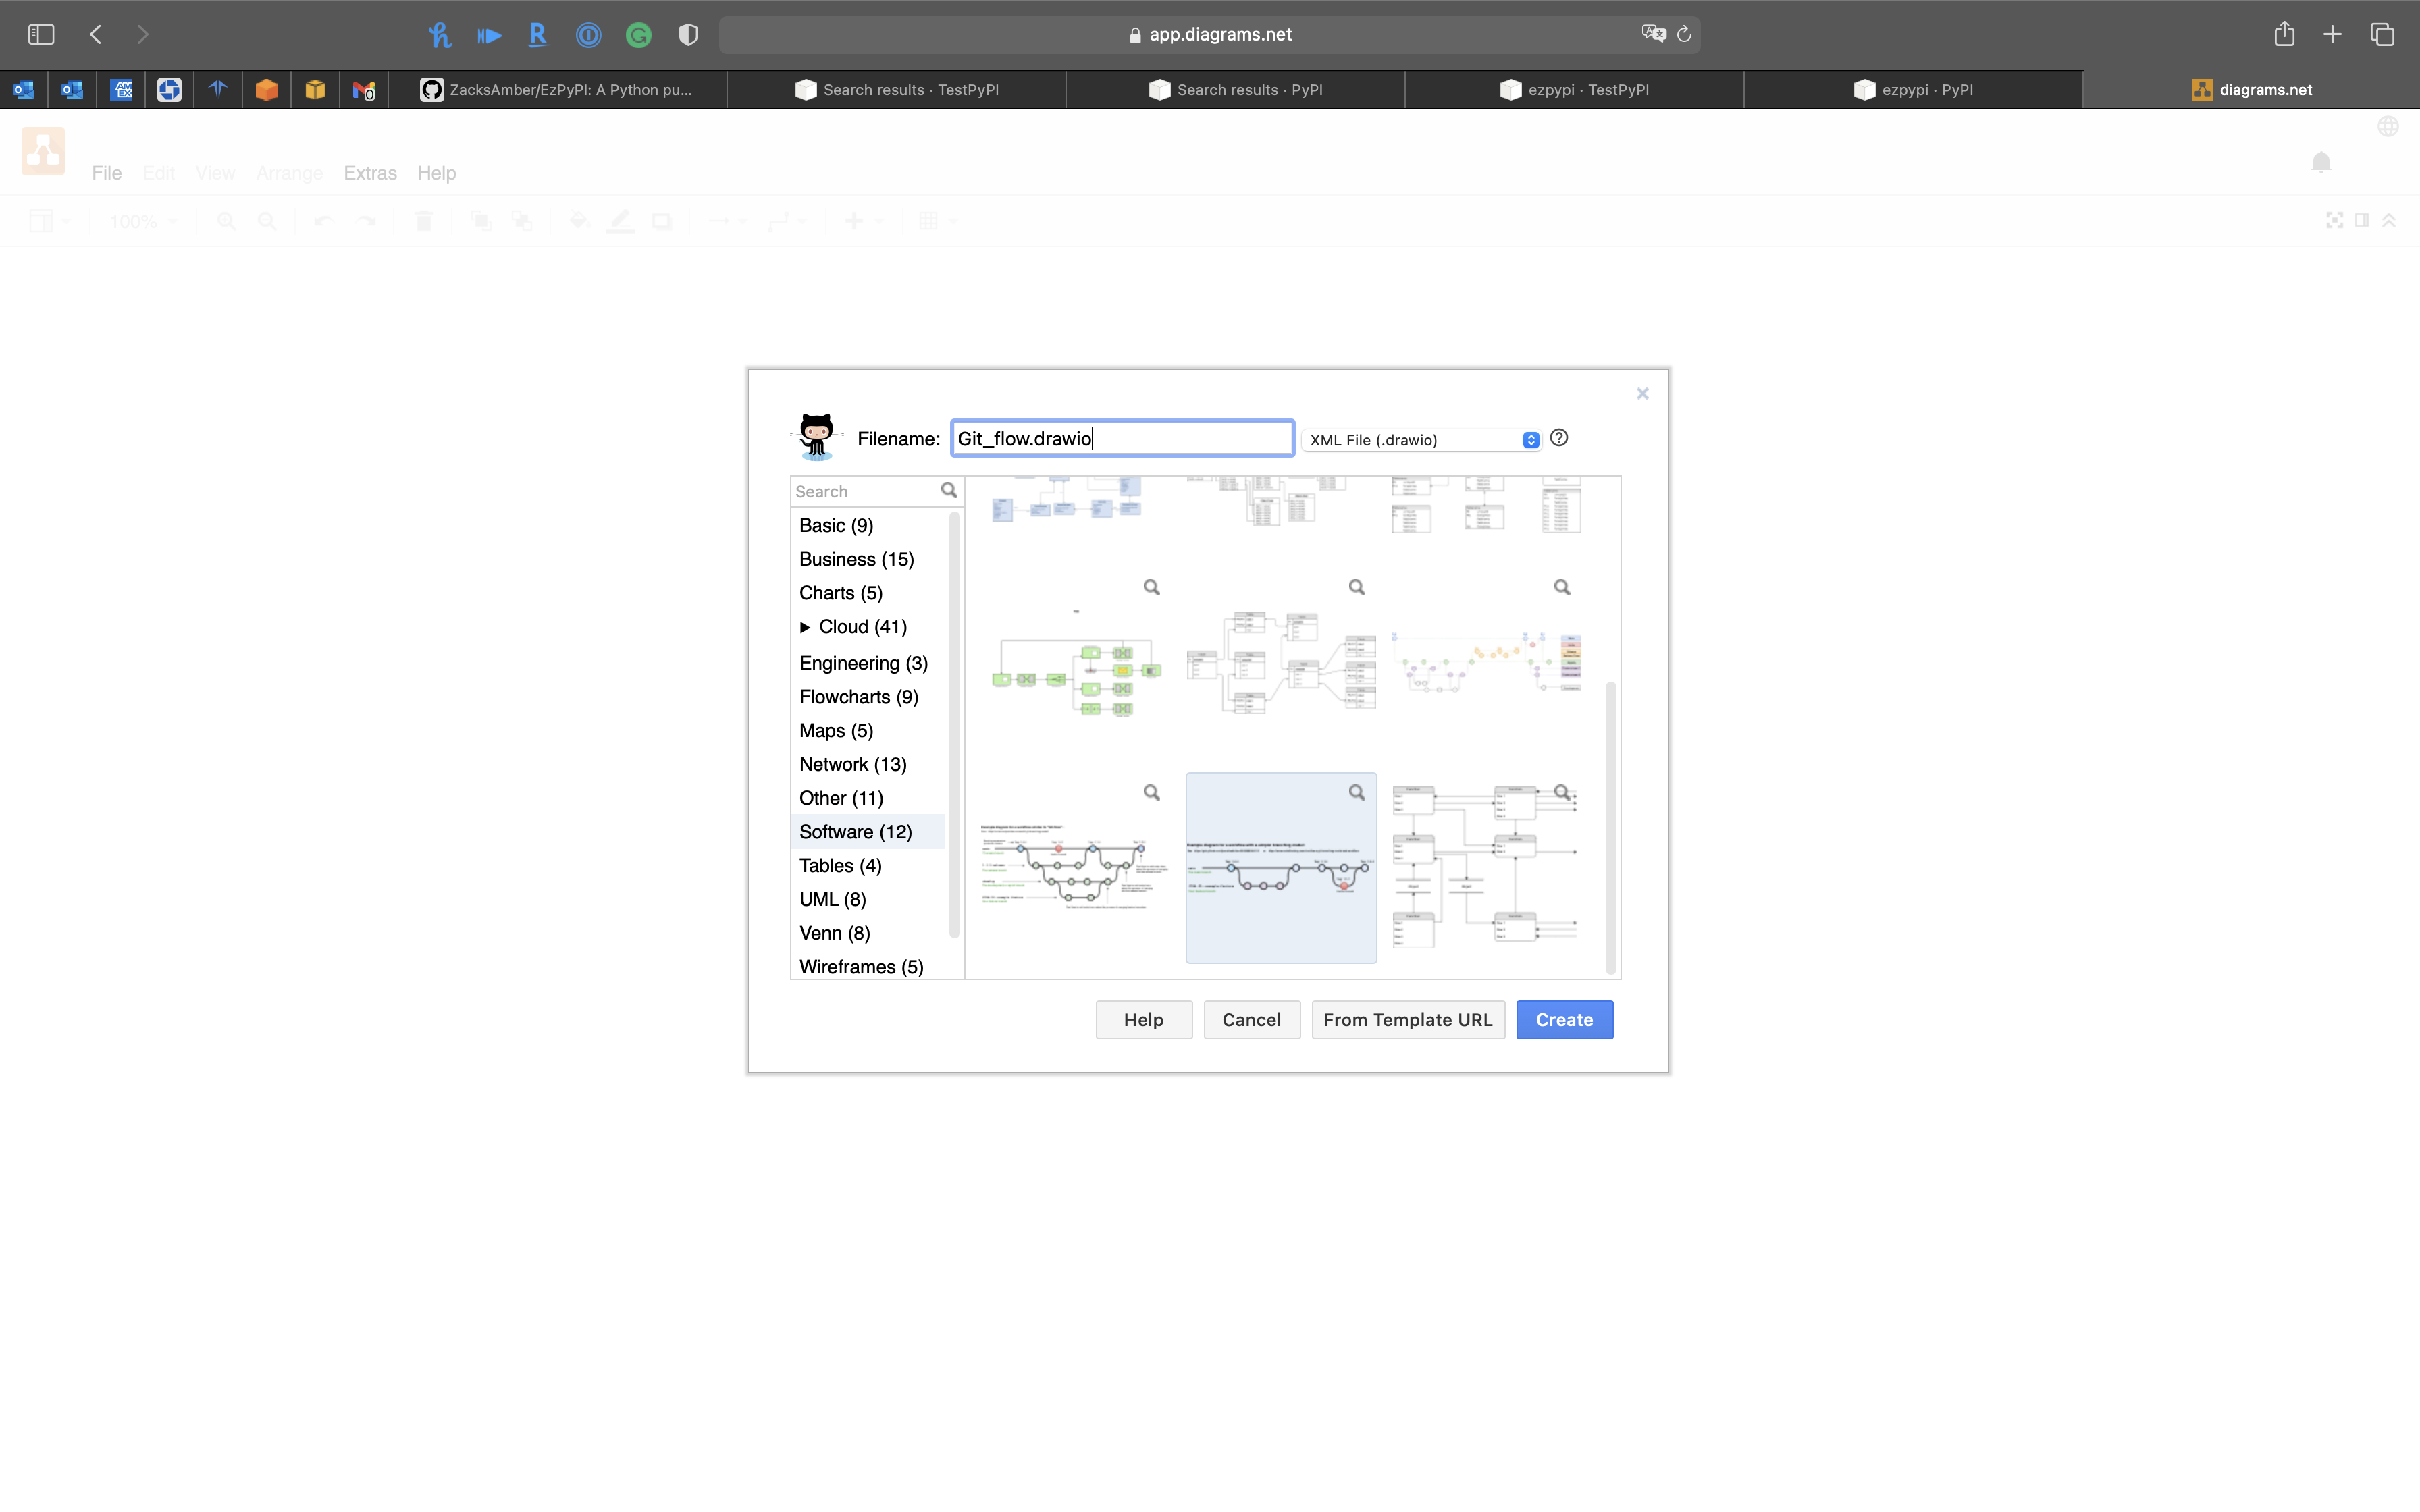 app.diagrams.net
ZacksAmber/EzPyPI: A Python pu...
Search results · TestPyPI
Search results · PyPI
ezpypi · TestPyPI
ezpypi · PyPI
diagrams.net
File Edit View Arrange Extras Help
100%
Filename: Git_flow.drawio XML File (.drawio)
Search
Basic (9)
Business (15)
Charts (5)
Cloud (41)
Engineering (3)
Flowcharts (9)
Maps (5)
Network (13)
Other (11)
Software (12)
Tables (4)
UML (8)
Venn (8)
Wireframes (5)
Help Cancel From Template URL Create